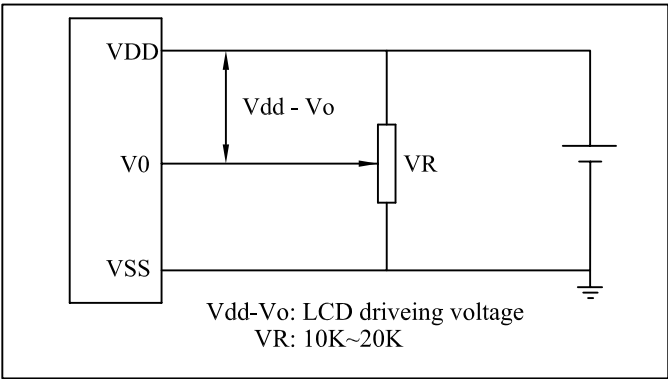 VDD
Vdd - Vo
V0
VR
VSS
Vdd-Vo: LCD driveing voltage
VR: 10K~20K